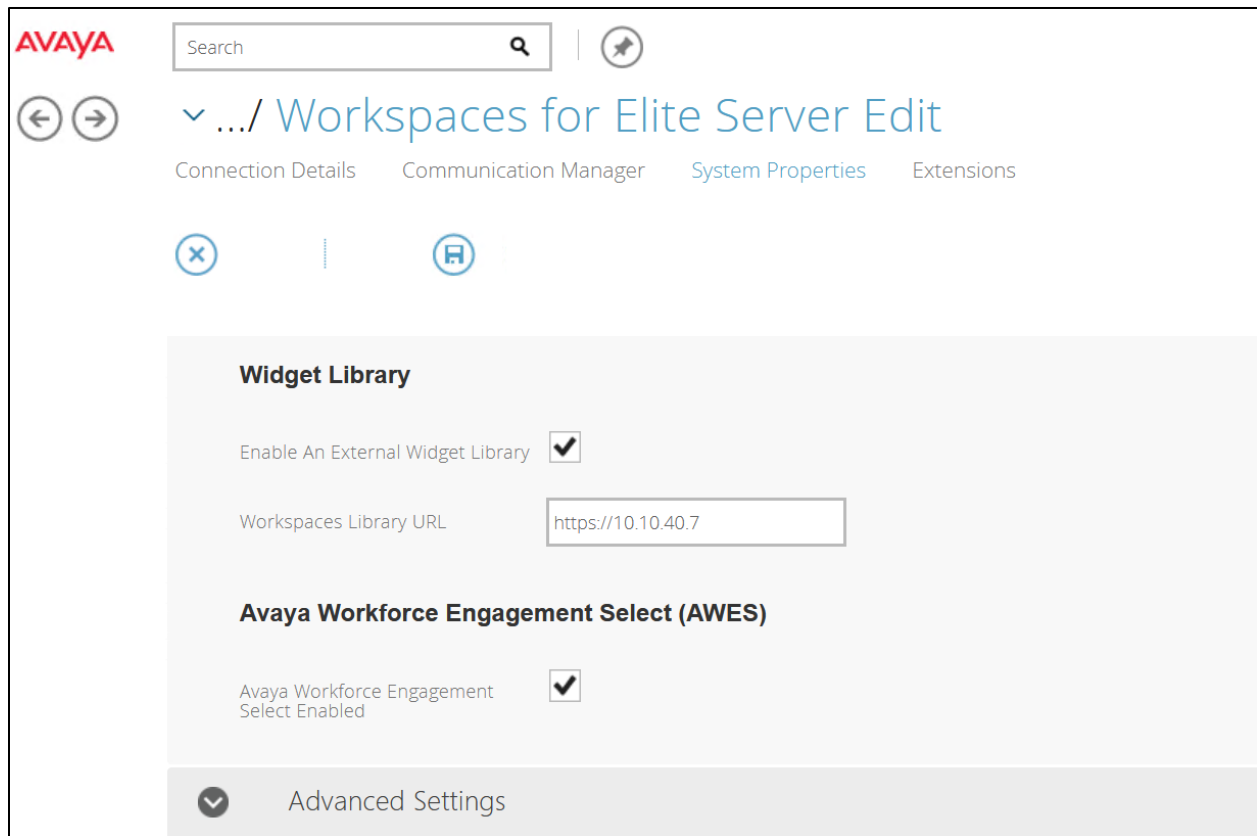 AVAYA
Search
.../ Workspaces for Elite Server Edit
Connection Details Communication Manager System Properties Extensions
Widget Library
Enable An External Widget Library
Workspaces Library URL https://10.10.40.7
Avaya Workforce Engagement Select (AWES)
Avaya Workforce Engagement
Select Enabled
Advanced Settings